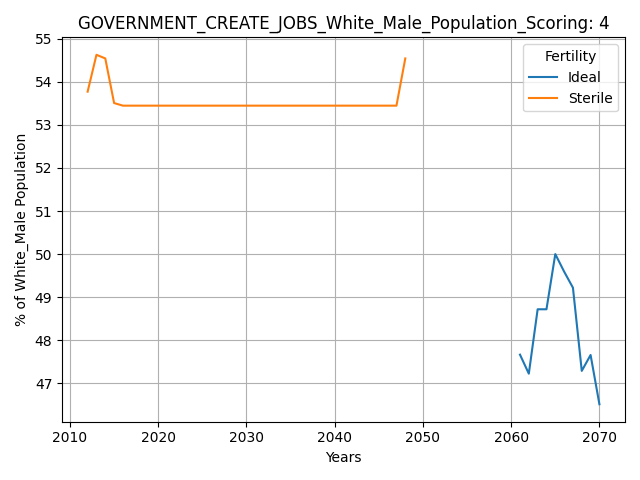 GOVERNMENT_CREATE_JOBS_White_Male_Population_Scoring: 4
55
54
53
52
51
50
49
48
47
% of White_Male Population
Fertility
Ideal
Sterile
2010 2020 2030 2040 2050 2060 2070
Years